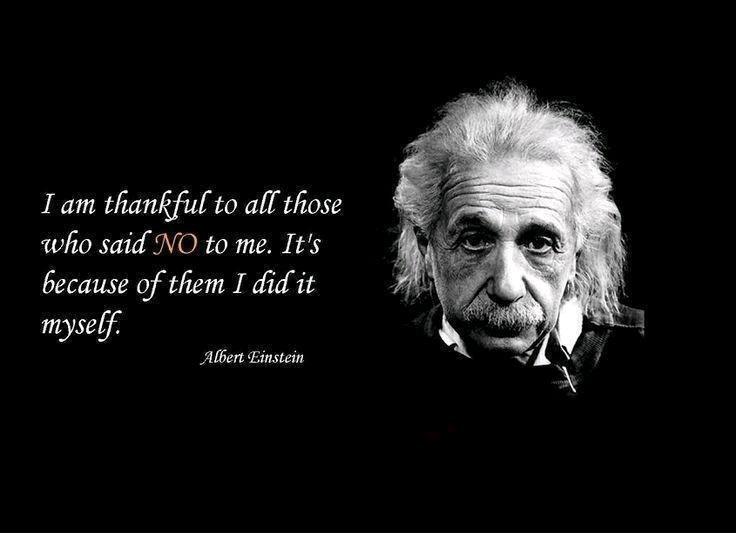 I am thankful to all those
who said NO to me. It's
because of them I did it
myself.
Albert Einstein